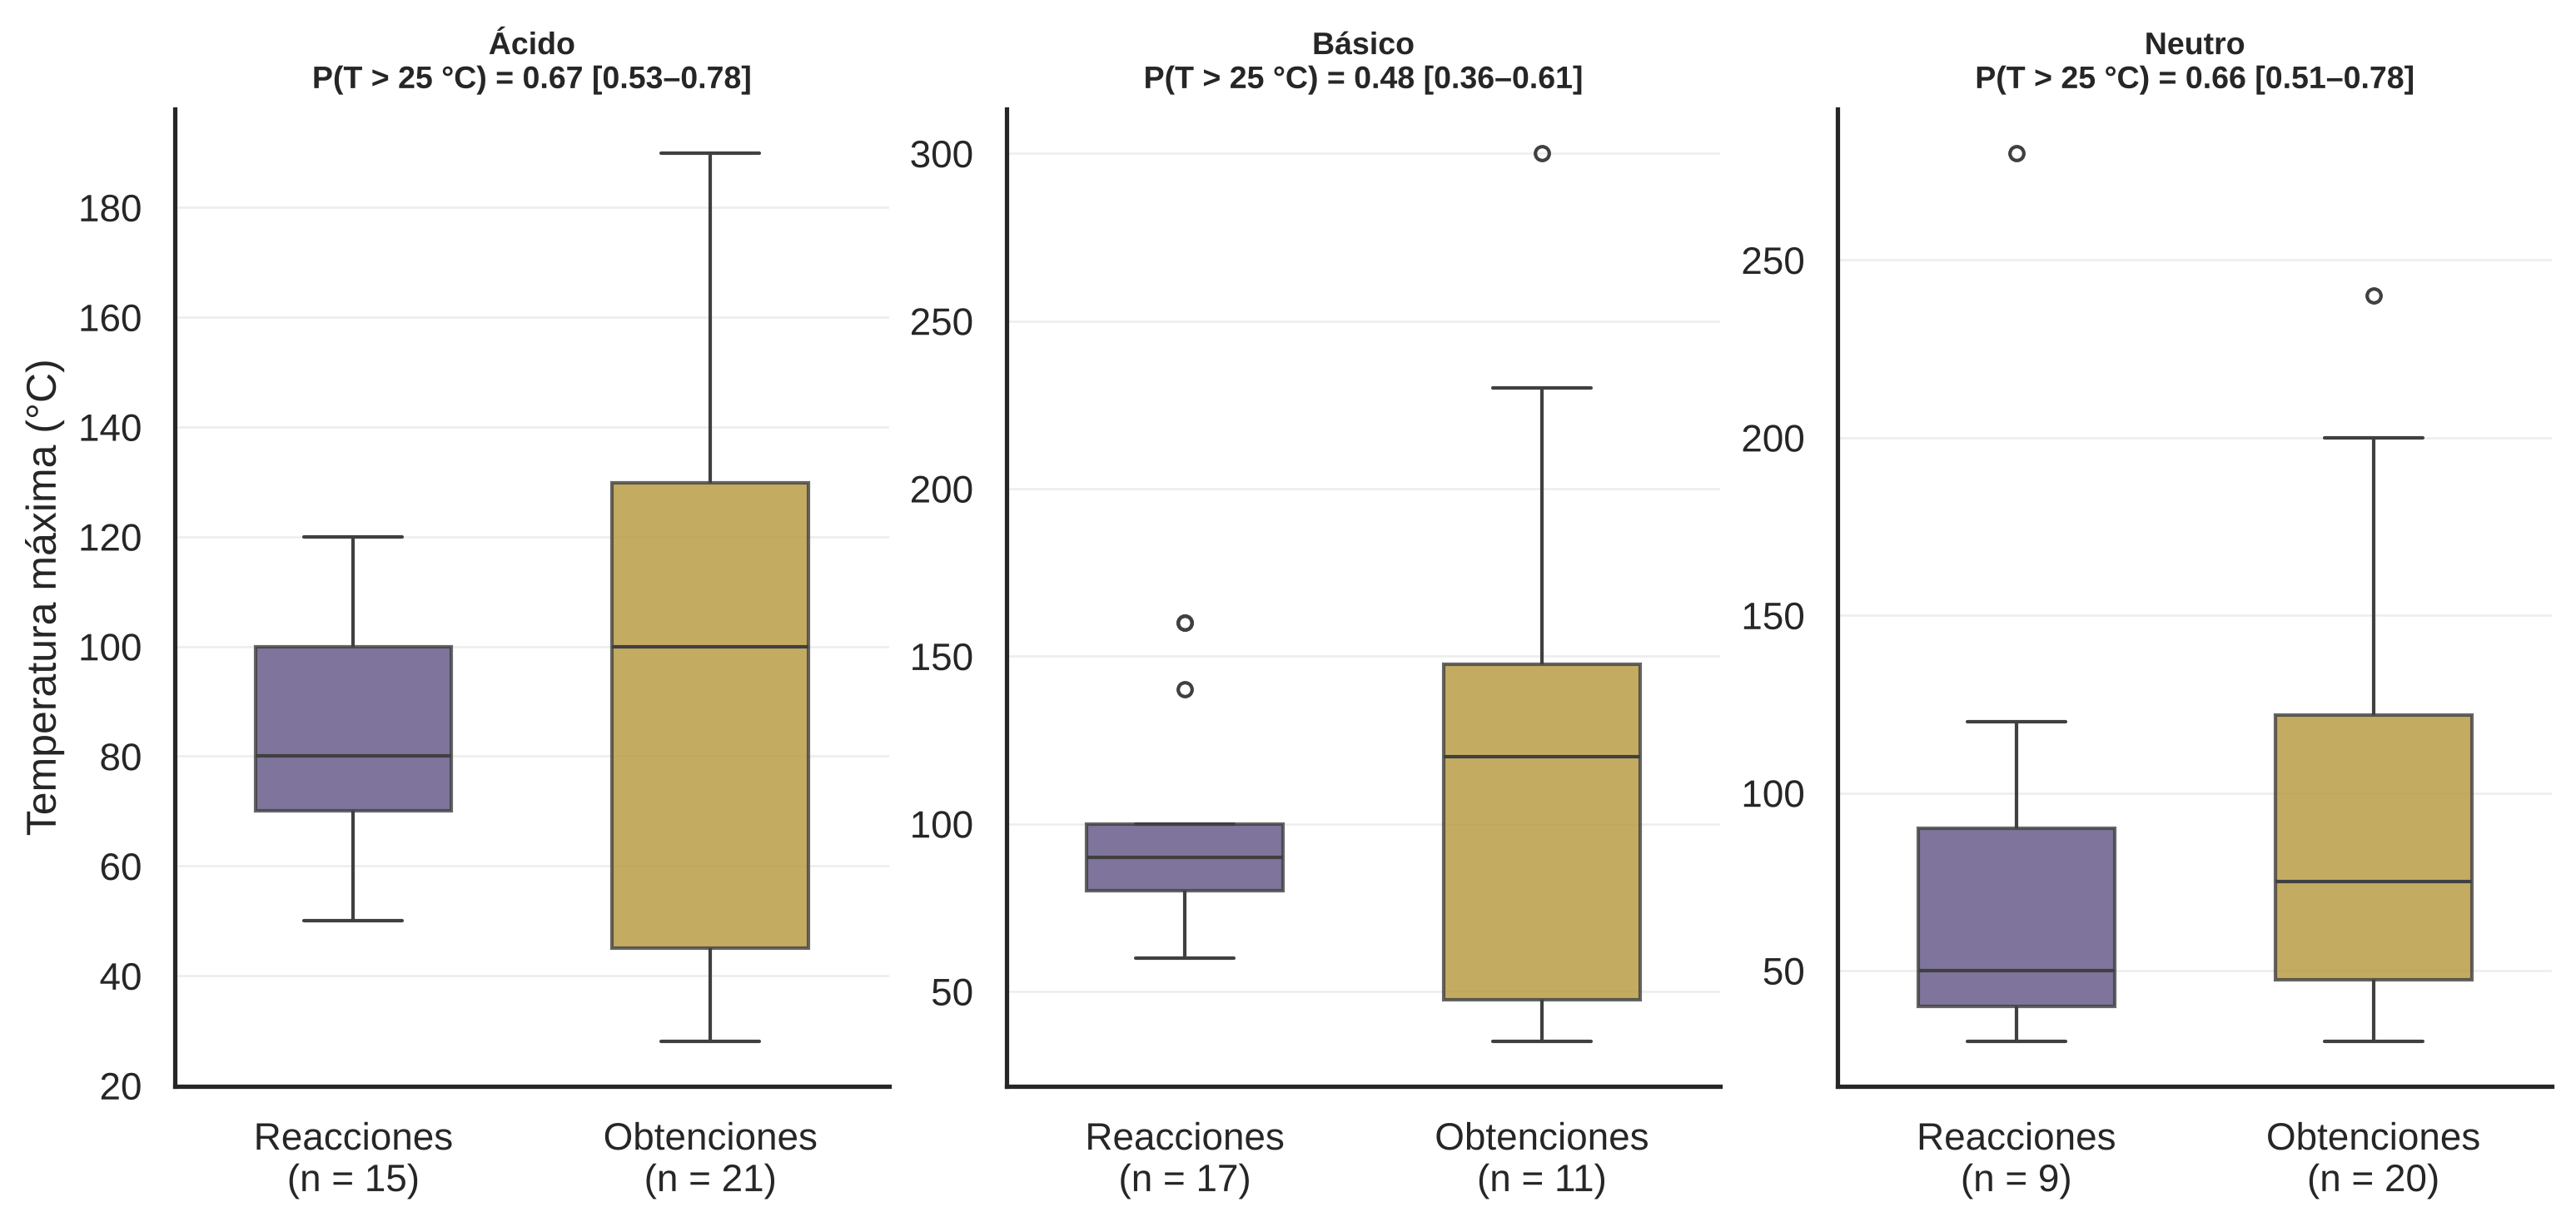 Ácido
P(T > 25 °C) = 0.67 [0.53–0.78]
Básico
P(T > 25 °C) = 0.48 [0.36–0.61]
Neutro
P(T > 25 °C) = 0.66 [0.51–0.78]
Temperatura máxima (°C)
180
160
140
120
100
80
60
40
20
300
250
200
150
100
50
250
200
150
100
50
Reacciones
(n = 15)
Obtenciones
(n = 21)
Reacciones
(n = 17)
Obtenciones
(n = 11)
Reacciones
(n = 9)
Obtenciones
(n = 20)